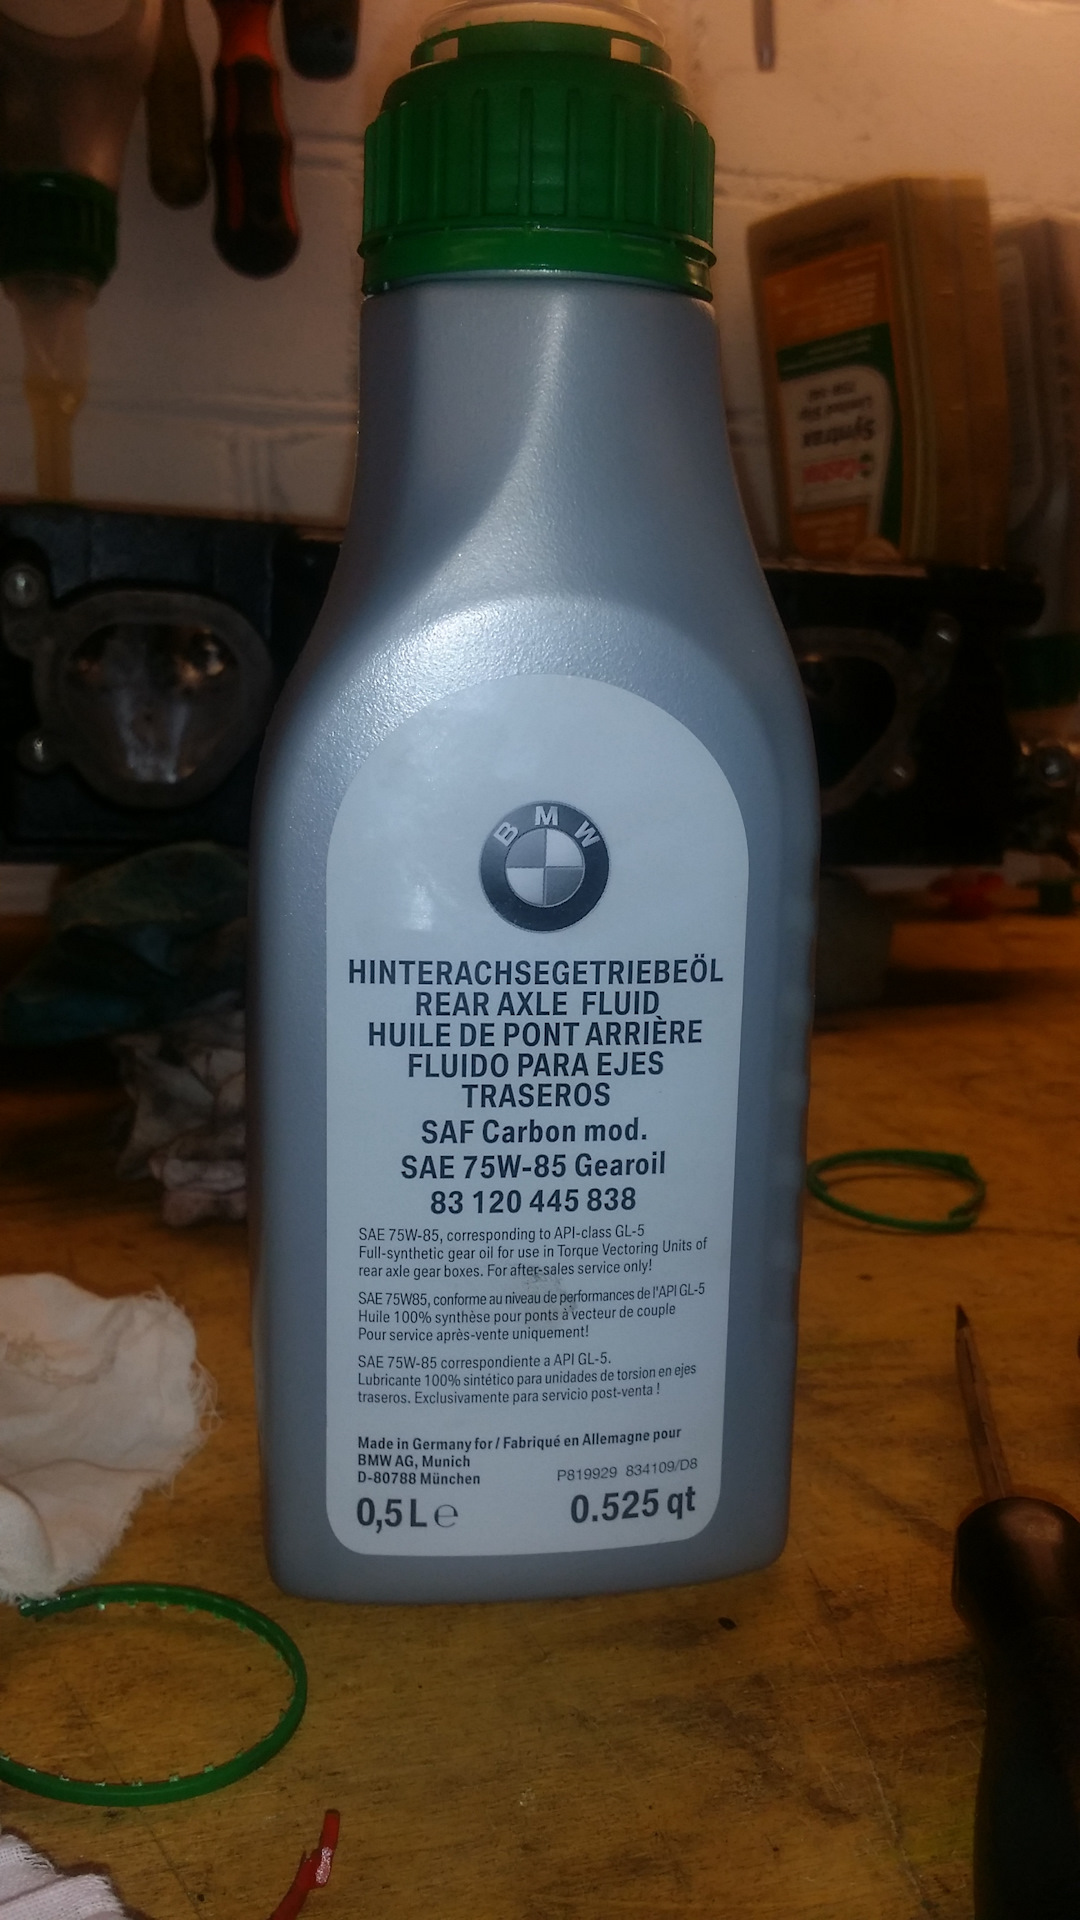 Castrol
Syntrax
Limited Slip
75W-140
BMW
HINTERACHSEGETRIEBEÖL
REAR AXLE FLUID
HUILE DE PONT ARRIÈRE
FLUIDO PARA EJES
TRASEROS
SAF Carbon mod.
SAE 75W-85 Gearoil
83 120 445 838
SAE 75W-85, corresponding to API-class GL-5
Full-synthetic gear oil for use in Torque Vectoring Units of
rear axle gear boxes. For after-sales service only!
SAE 75W85, conforme au niveau de performances de l'API GL-5
Huile 100% synthèse pour ponts à vecteur de couple
Pour service après-vente uniquement!
SAE 75W-85 correspondiente a API GL-5.
Lubricante 100% sintético para unidades de torsion en ejes
traseros. Exclusivamente para servicio post-venta !
Made in Germany for / Fabriqué en Allemagne pour
BMW AG, Munich
D-80788 München
P819929 834109/D8
0,5 L ℮
0.525 qt